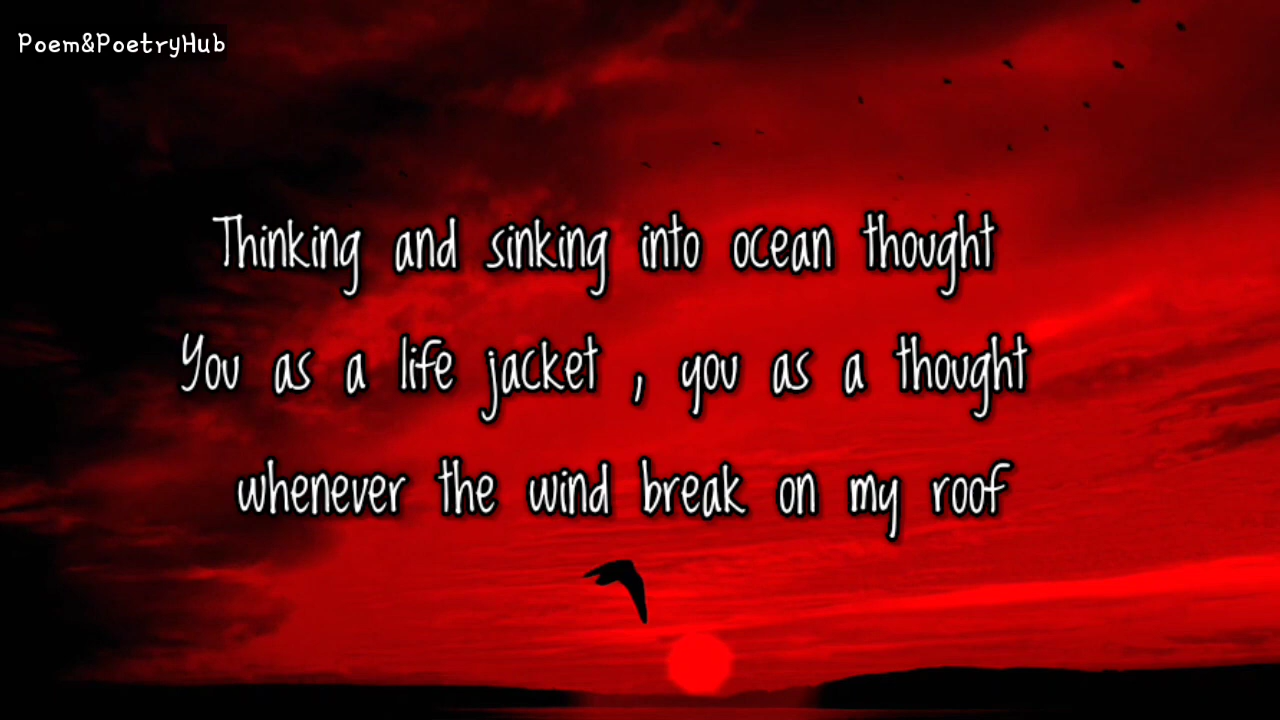 Poem&PoetryHub
Thinking and sinking into ocean thought
You as a life jacket , you as a thought
whenever the wind break on my roof